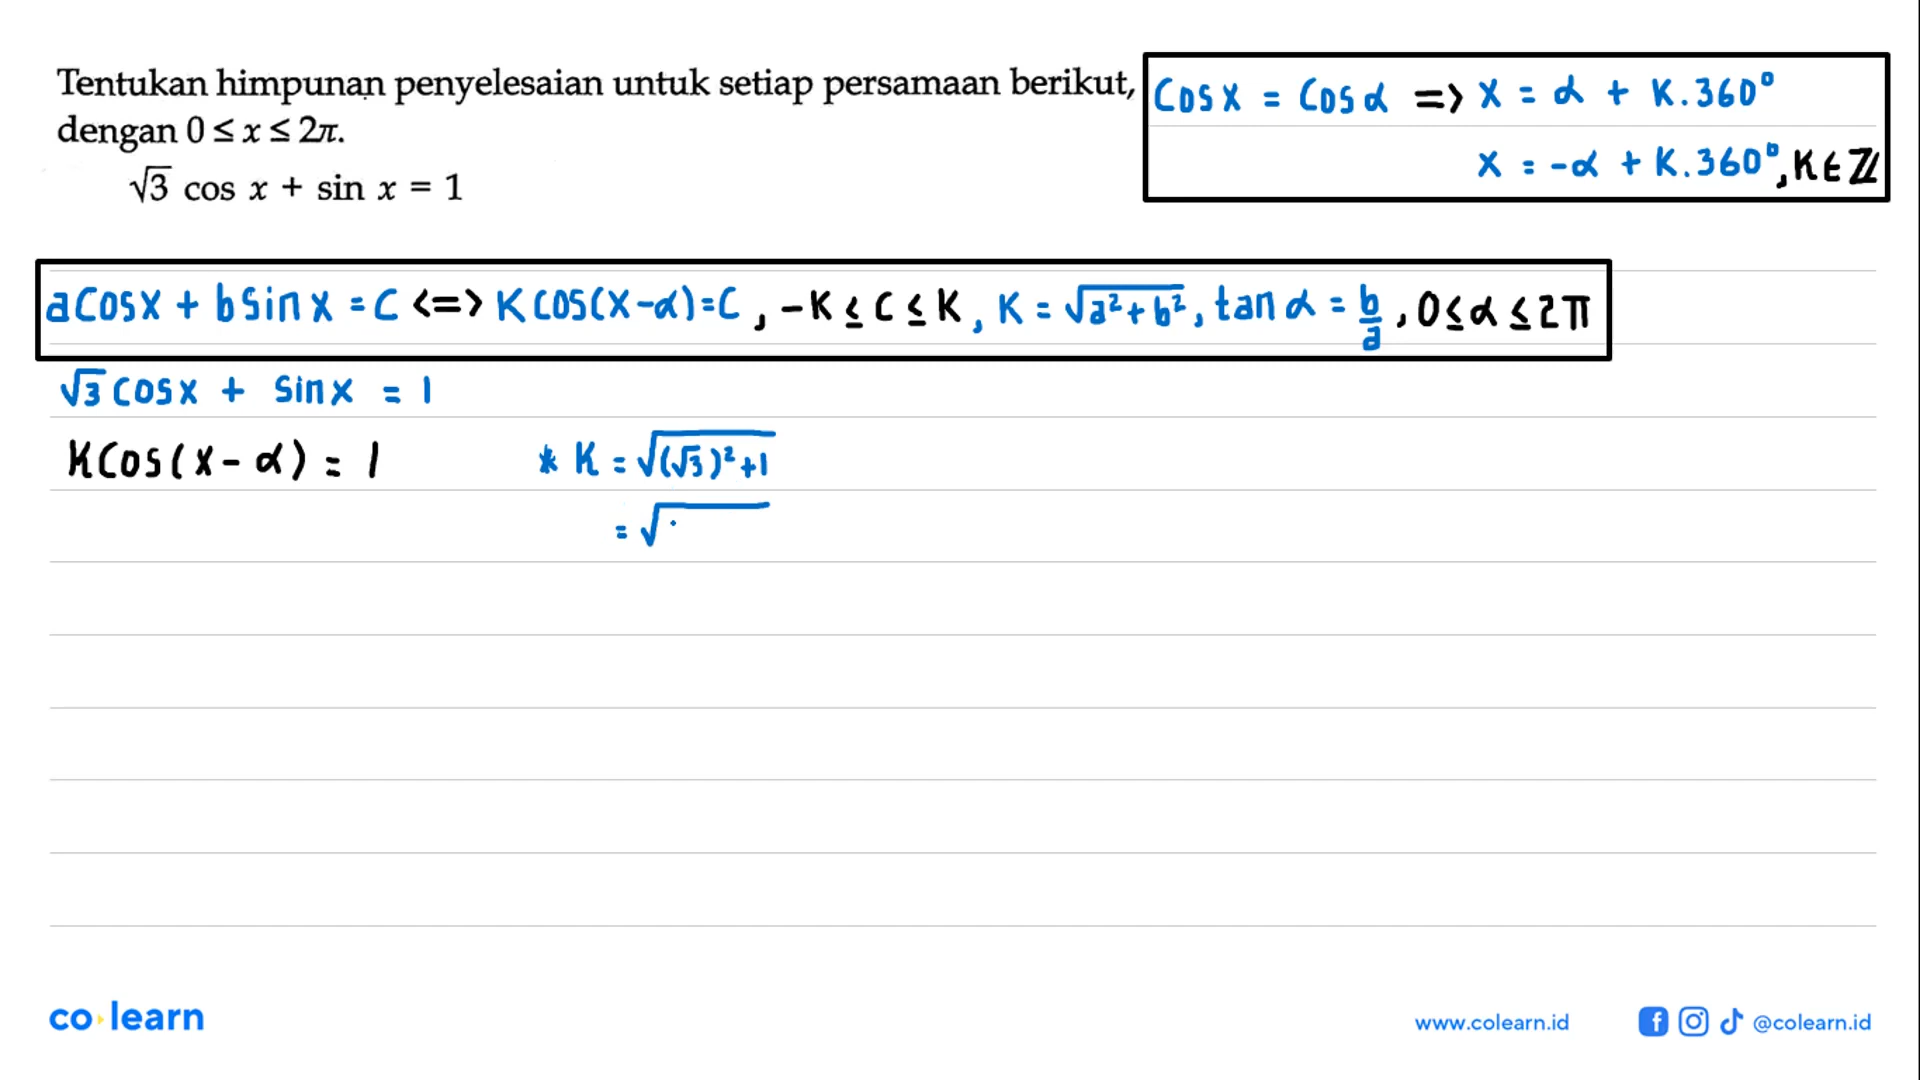 Tentukan himpunan penyelesaian untuk setiap persamaan berikut,
dengan 0 ≤ x ≤ 2π.
√3 cos x + sin x = 1
Cos x = Cos α => x = α + K.360°
x = -α + K.360°, K ∈ ℤ
a Cos x + b Sin x = C <=> K COS(x-α)=C, -K ≤ C ≤ K, K = √a²+b², tan α = b/a, 0≤α≤2π
√3 COS x + Sin x = 1
K Cos(x-α) = 1
* K = √(√3)²+1
= √
co learn
www.colearn.id
@colearn.id